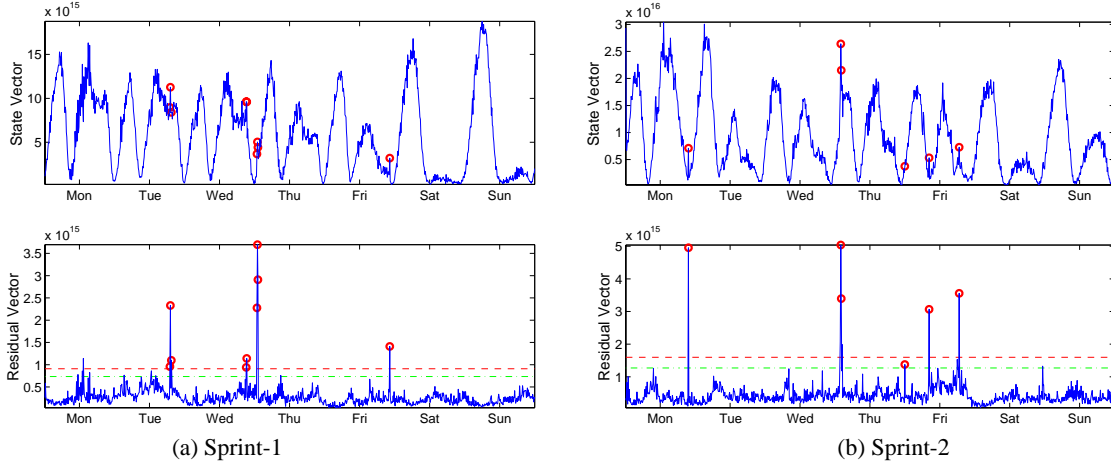 x 10^15
State Vector
15
10
5
Mon Tue Wed Thu Fri Sat Sun
x 10^16
State Vector
3
2.5
2
1.5
1
0.5
Mon Tue Wed Thu Fri Sat Sun
x 10^15
Residual Vector
3.5
3
2.5
2
1.5
1
0.5
Mon Tue Wed Thu Fri Sat Sun
x 10^15
Residual Vector
5
4
3
2
1
Mon Tue Wed Thu Fri Sat Sun
(a) Sprint-1
(b) Sprint-2